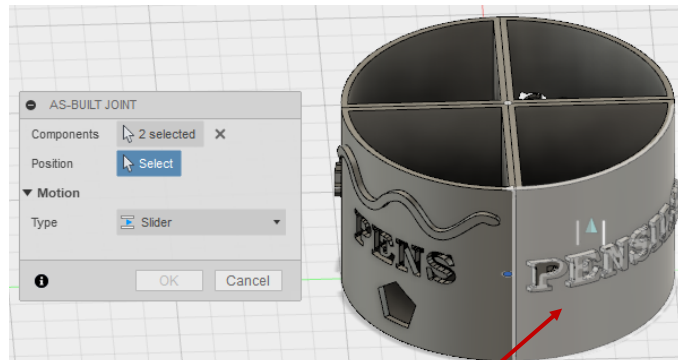 AS-BUILT JOINT
Components 2 selected
Position Select
Motion
Type Slider
OK Cancel
PENS